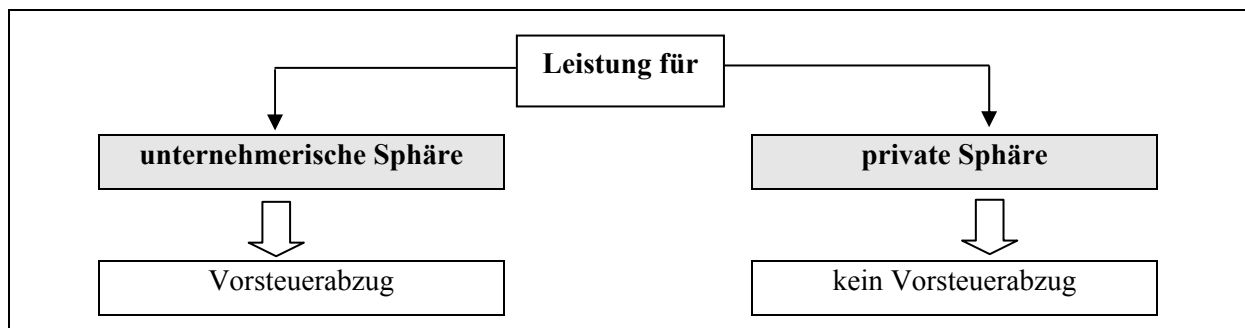 Leistung für
unternehmerische Sphäre
private Sphäre
Vorsteuerabzug
kein Vorsteuerabzug